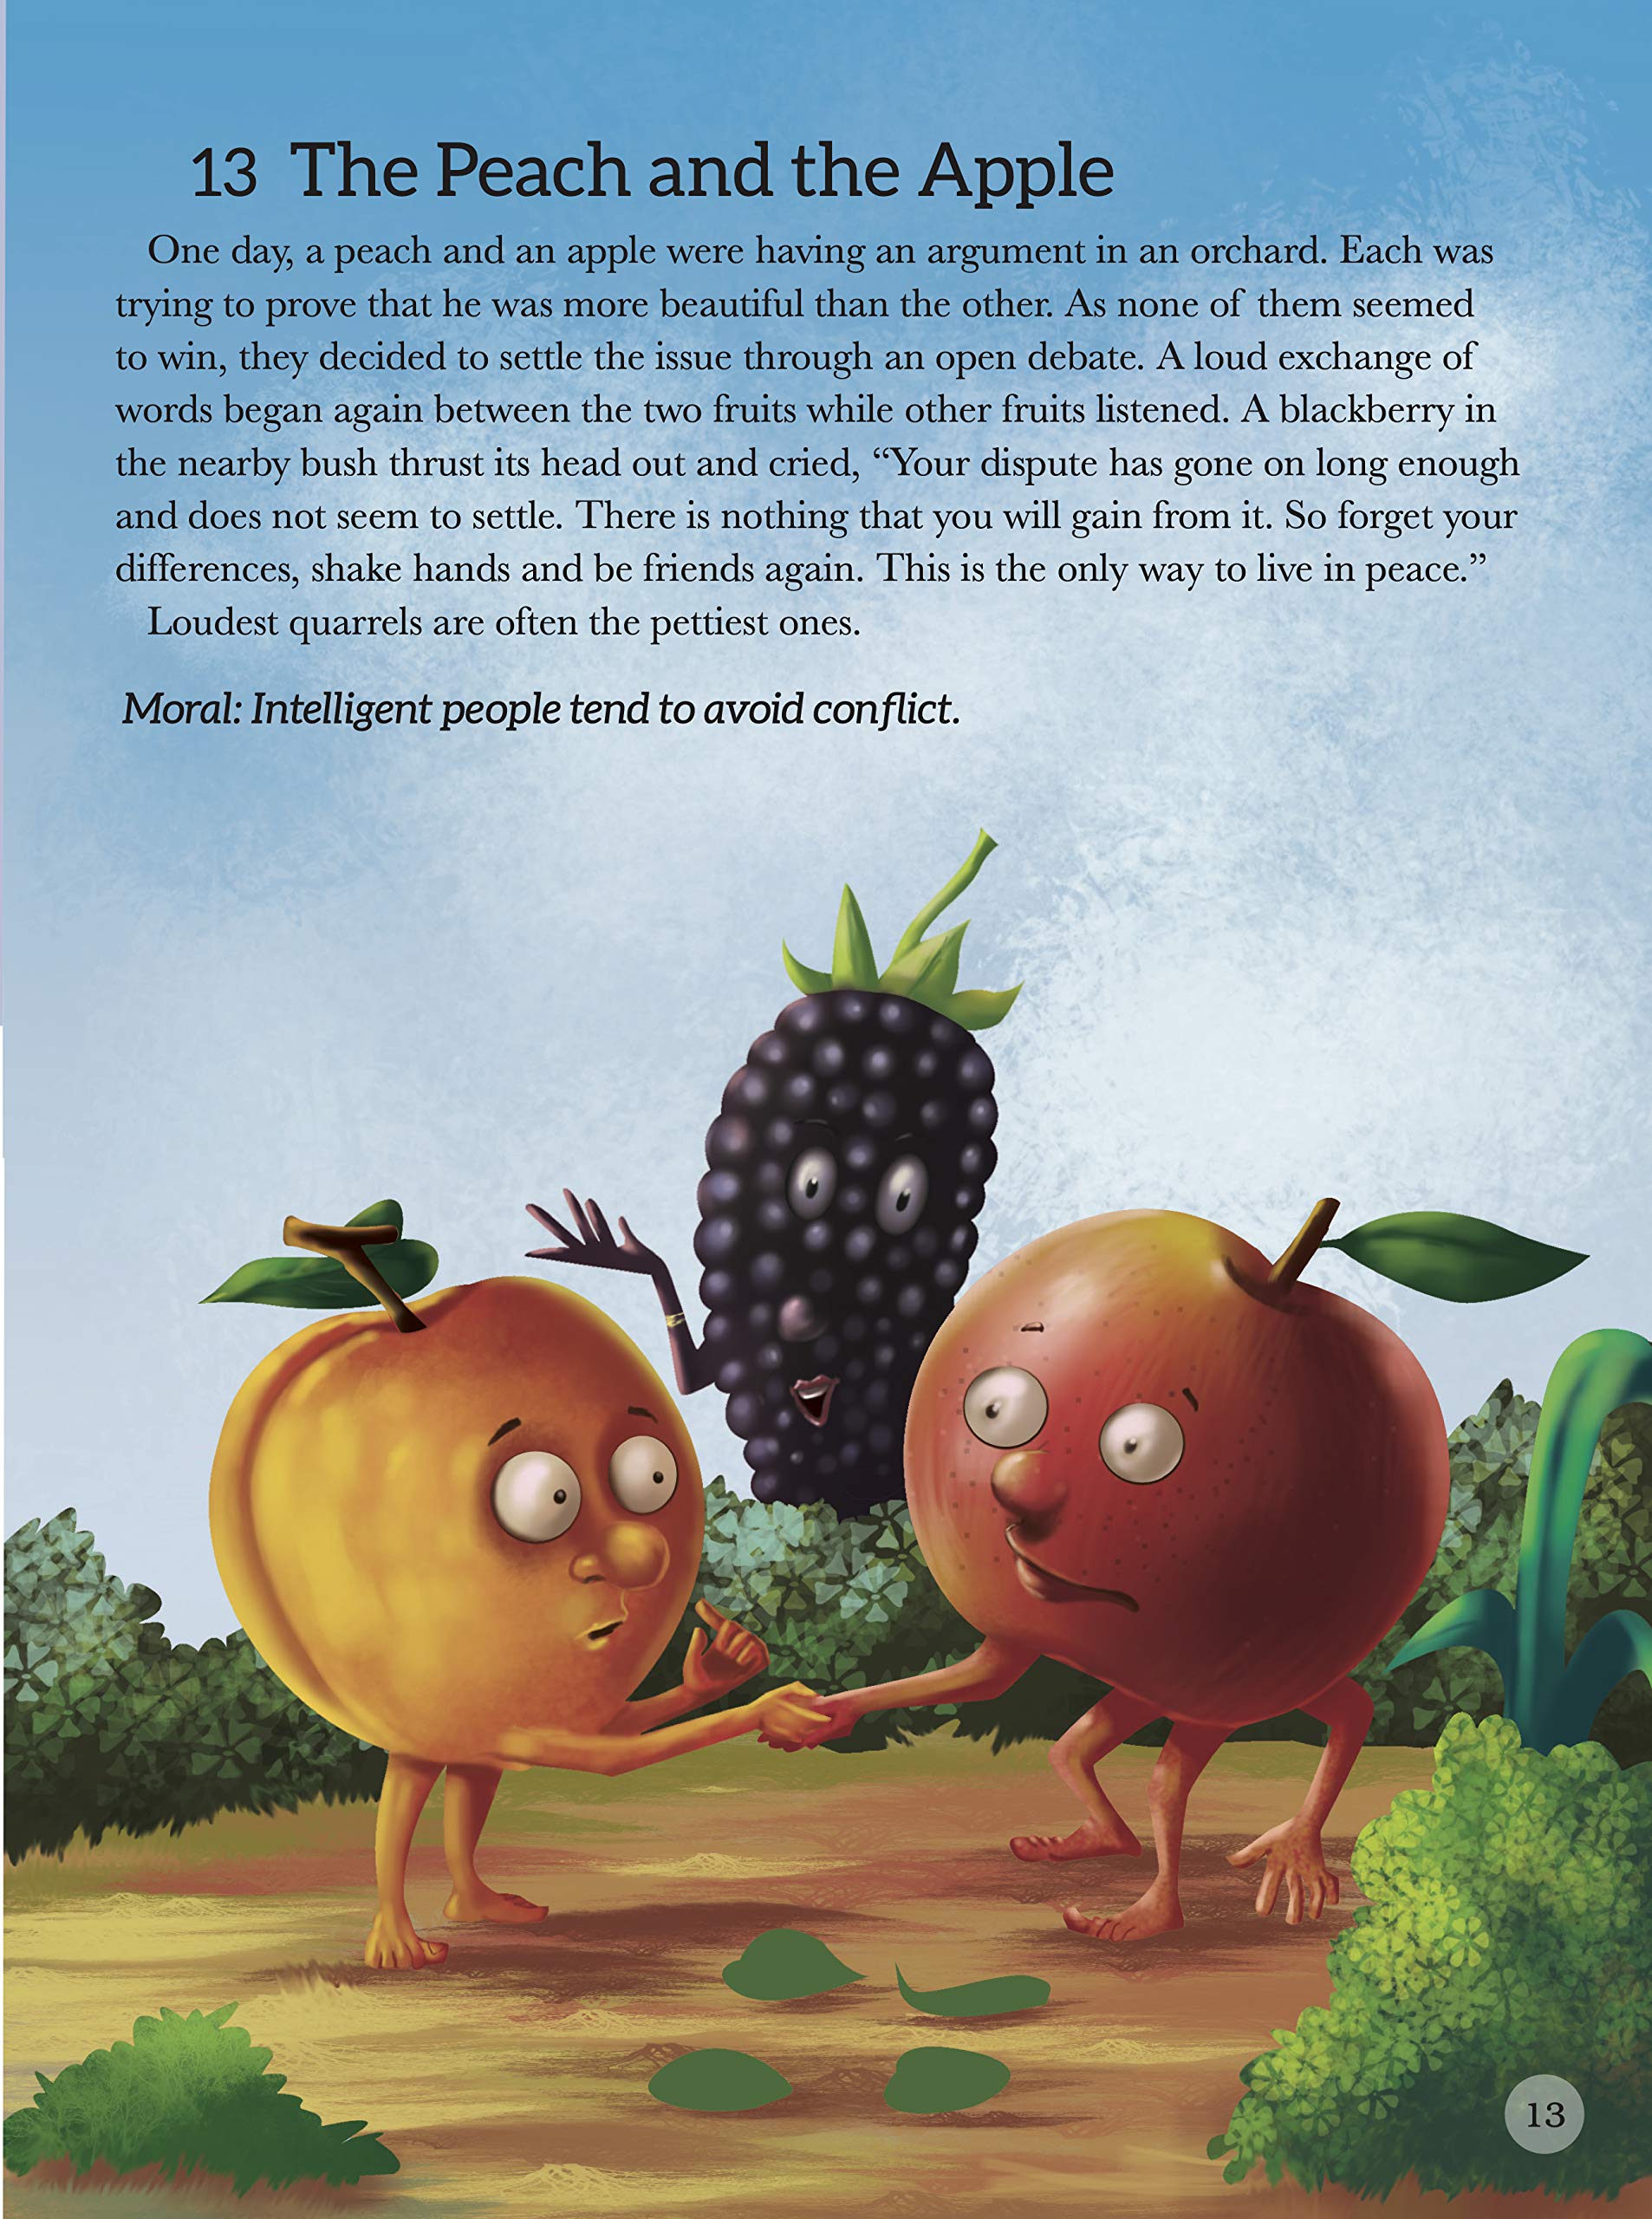 13 The Peach and the Apple
One day, a peach and an apple were having an argument in an orchard. Each was
trying to prove that he was more beautiful than the other. As none of them seemed
to win, they decided to settle the issue through an open debate. A loud exchange of
words began again between the two fruits while other fruits listened. A blackberry in
the nearby bush thrust its head out and cried, “Your dispute has gone on long enough
and does not seem to settle. There is nothing that you will gain from it. So forget your
differences, shake hands and be friends again. This is the only way to live in peace.”
Loudest quarrels are often the pettiest ones.
Moral: Intelligent people tend to avoid conflict.
13